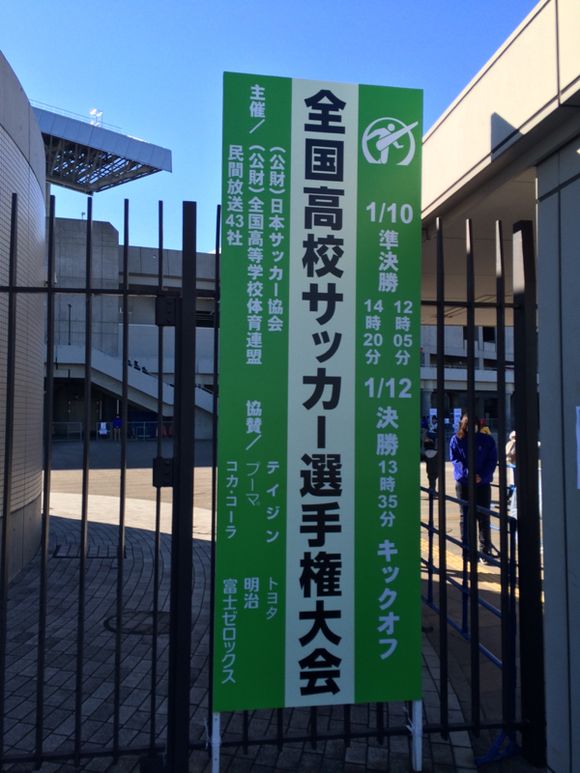 1/10
準決勝
12時05分
14時20分
1/12
決勝
13時35分
キックオフ
全国高校サッカー選手権大会
主催/
(公財)日本サッカー協会
(公財)全国高等学校体育連盟
民間放送43社
協賛/
テイジン
プーマ
コカ・コーラ
トヨタ
明治
富士ゼロックス